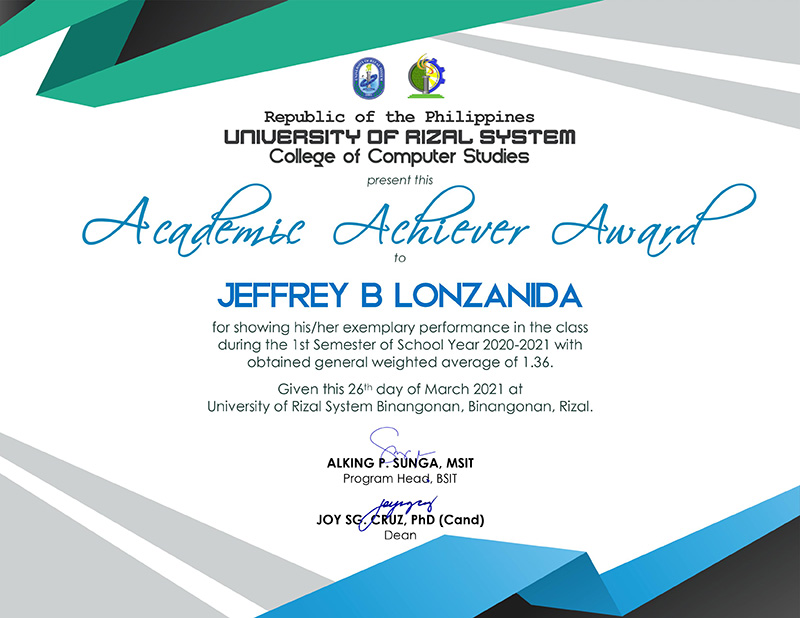 Republic of the Philippines
UNIVERSITY OF RIZAL SYSTEM
College of Computer Studies
present this
Academic Achiever Award
to
JEFFREY B LONZANIDA
for showing his/her exemplary performance in the class
during the 1st Semester of School Year 2020-2021 with
obtained general weighted average of 1.36.
Given this 26th day of March 2021 at
University of Rizal System Binangonan, Binangonan, Rizal.
ALKING P. SUNGA, MSIT
Program Head, BSIT
JOY SG. CRUZ, PhD (Cand)
Dean